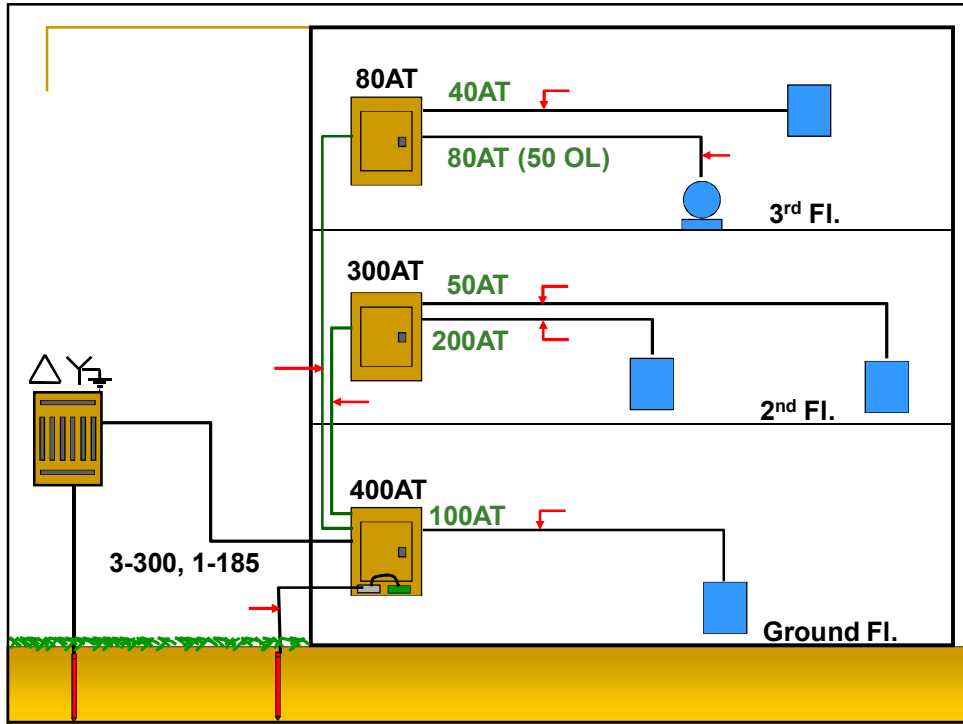 80AT
40AT
80AT (50 OL)
3rd Fl.
300AT
50AT
200AT
2nd Fl.
400AT
100AT
3-300, 1-185
Ground Fl.